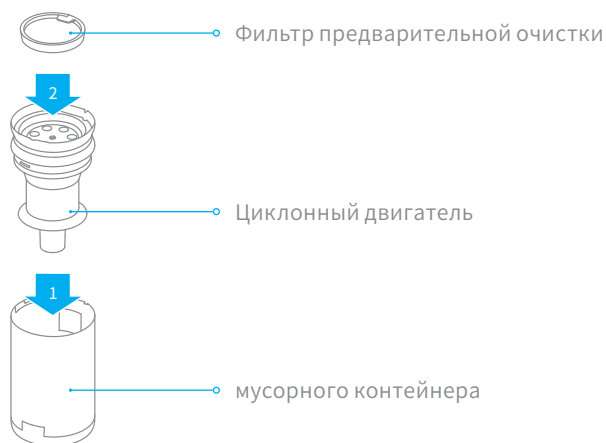 Фильтр предварительной очистки
2
Циклонный двигатель
1
мусорного контейнера